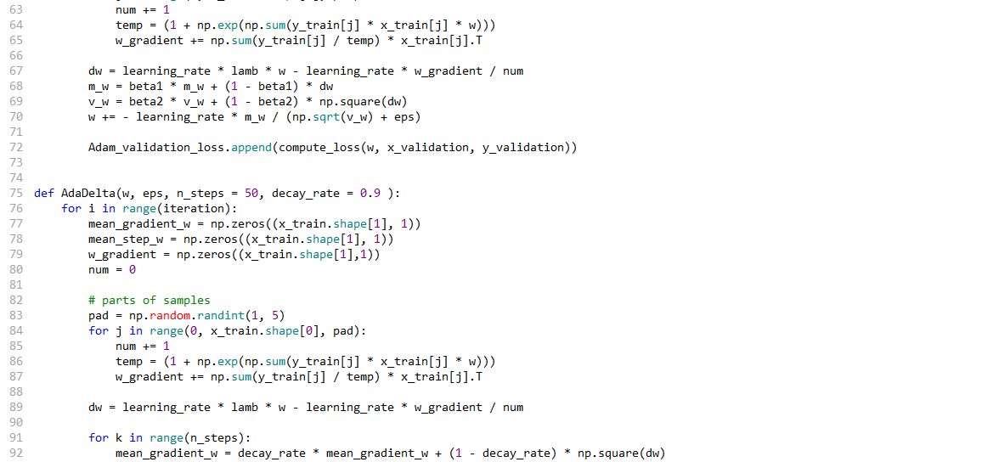 63 num += 1
64 temp = (1 + np.exp(np.sum(y_train[j] * x_train[j] * w)))
65 w_gradient += np.sum(y_train[j] / temp) * x_train[j].T
66
67 dw = learning_rate * lamb * w - learning_rate * w_gradient / num
68 m_w = beta1 * m_w + (1 - beta1) * dw
69 v_w = beta2 * v_w + (1 - beta2) * np.square(dw)
70 w += - learning_rate * m_w / (np.sqrt(v_w) + eps)
71
72 Adam_validation_loss.append(compute_loss(w, x_validation, y_validation))
73
74
75 def AdaDelta(w, eps, n_steps = 50, decay_rate = 0.9 ):
76 for i in range(iteration):
77 mean_gradient_w = np.zeros((x_train.shape[1], 1))
78 mean_step_w = np.zeros((x_train.shape[1], 1))
79 w_gradient = np.zeros((x_train.shape[1],1))
80 num = 0
81
82 # parts of samples
83 pad = np.random.randint(1, 5)
84 for j in range(0, x_train.shape[0], pad):
85 num += 1
86 temp = (1 + np.exp(np.sum(y_train[j] * x_train[j] * w)))
87 w_gradient += np.sum(y_train[j] / temp) * x_train[j].T
88
89 dw = learning_rate * lamb * w - learning_rate * w_gradient / num
90
91 for k in range(n_steps):
92 mean_gradient_w = decay_rate * mean_gradient_w + (1 - decay_rate) * np.square(dw)